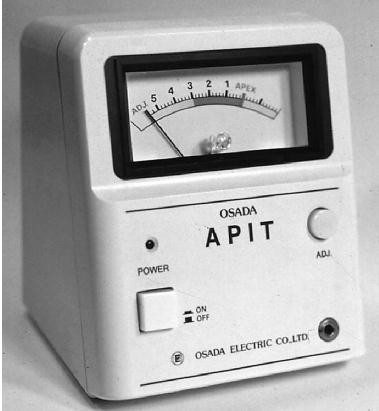 ADJ. 5 4 3 2 1 APEX
OSADA
APIT
POWER
ADJ.
ON
OFF
E OSADA ELECTRIC CO.,LTD.